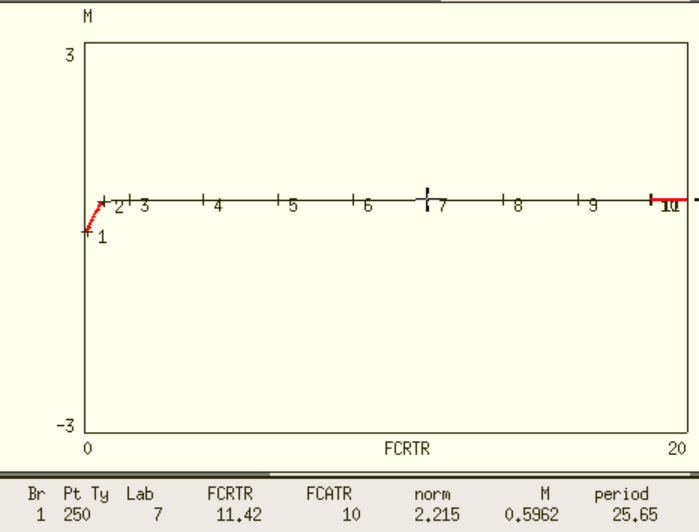 M
3
2 3 4 5 6 7 8 9
1
-3
0 FCRTR 20
Br Pt Ty Lab FCRTR FCATR norm M period
1 250 7 11.42 10 2.215 0.5962 25.65